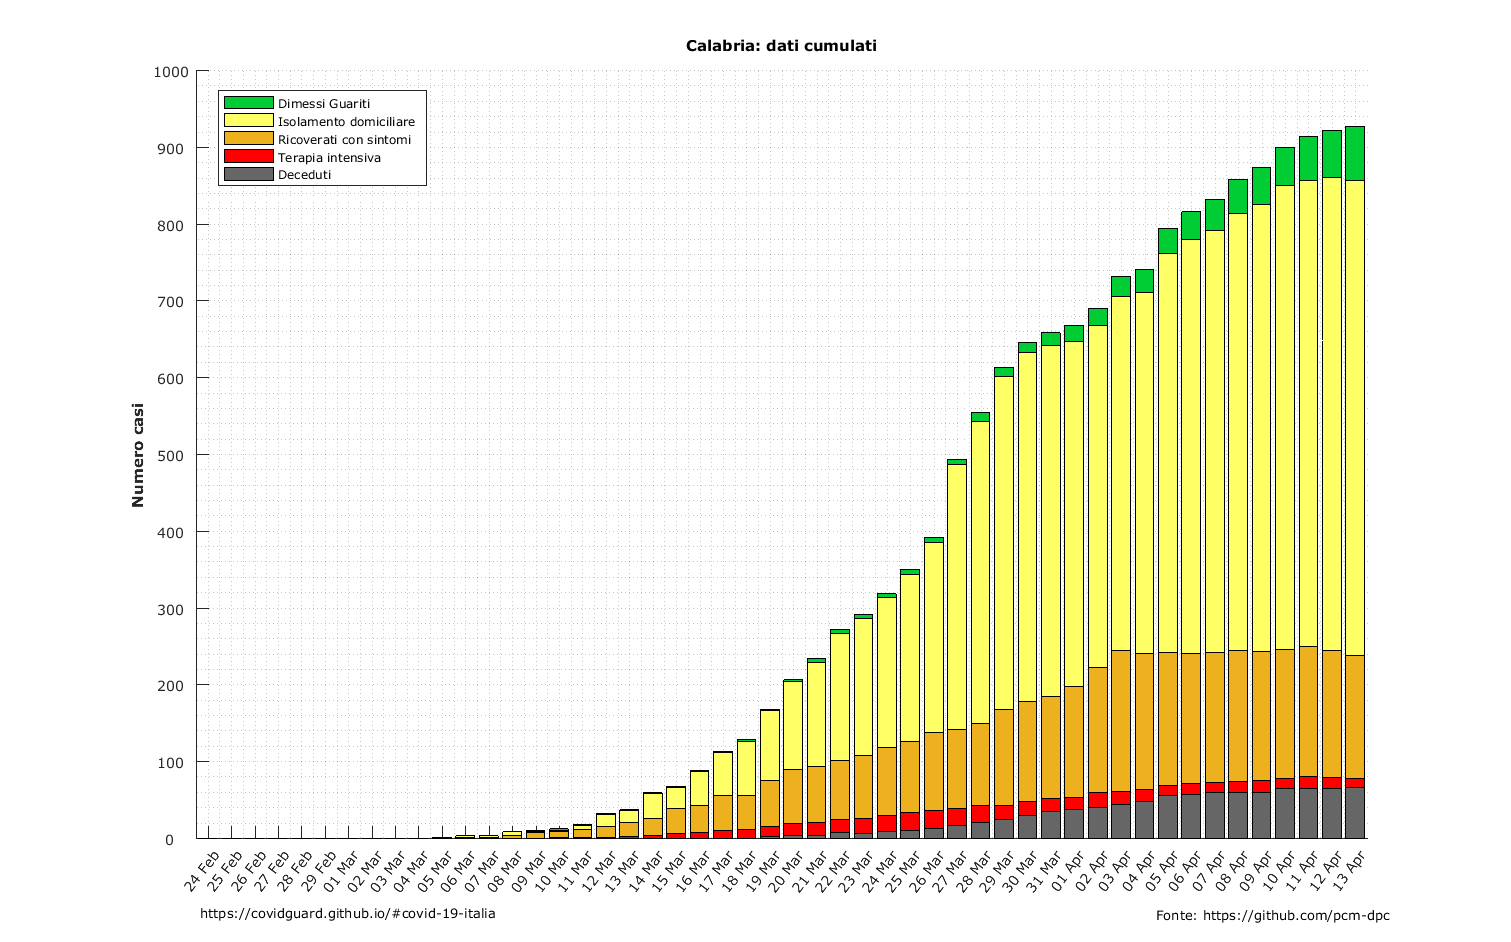 Calabria: dati cumulati
1000
900
800
700
600
500
400
300
200
100
0
Numero casi
Dimessi Guariti
Isolamento domiciliare
Ricoverati con sintomi
Terapia intensiva
Deceduti
24 Feb
25 Feb
26 Feb
27 Feb
28 Feb
29 Feb
01 Mar
02 Mar
03 Mar
04 Mar
05 Mar
06 Mar
07 Mar
08 Mar
09 Mar
10 Mar
11 Mar
12 Mar
13 Mar
14 Mar
15 Mar
16 Mar
17 Mar
18 Mar
19 Mar
20 Mar
21 Mar
22 Mar
23 Mar
24 Mar
25 Mar
26 Mar
27 Mar
28 Mar
29 Mar
30 Mar
31 Mar
01 Apr
02 Apr
03 Apr
04 Apr
05 Apr
06 Apr
07 Apr
08 Apr
09 Apr
10 Apr
11 Apr
12 Apr
13 Apr
https://covidguard.github.io/#covid-19-italia
Fonte: https://github.com/pcm-dpc